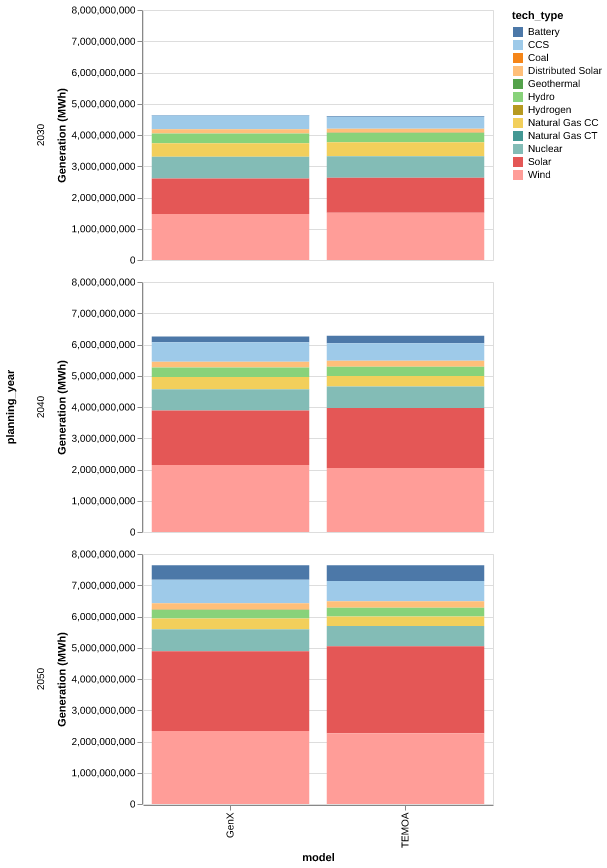 planning_year
2030
Generation (MWh)
8,000,000,000
7,000,000,000
6,000,000,000
5,000,000,000
4,000,000,000
3,000,000,000
2,000,000,000
1,000,000,000
0
2040
Generation (MWh)
8,000,000,000
7,000,000,000
6,000,000,000
5,000,000,000
4,000,000,000
3,000,000,000
2,000,000,000
1,000,000,000
0
2050
Generation (MWh)
8,000,000,000
7,000,000,000
6,000,000,000
5,000,000,000
4,000,000,000
3,000,000,000
2,000,000,000
1,000,000,000
0
GenX
TEMOA
model
tech_type
Battery
CCS
Coal
Distributed Solar
Geothermal
Hydro
Hydrogen
Natural Gas CC
Natural Gas CT
Nuclear
Solar
Wind